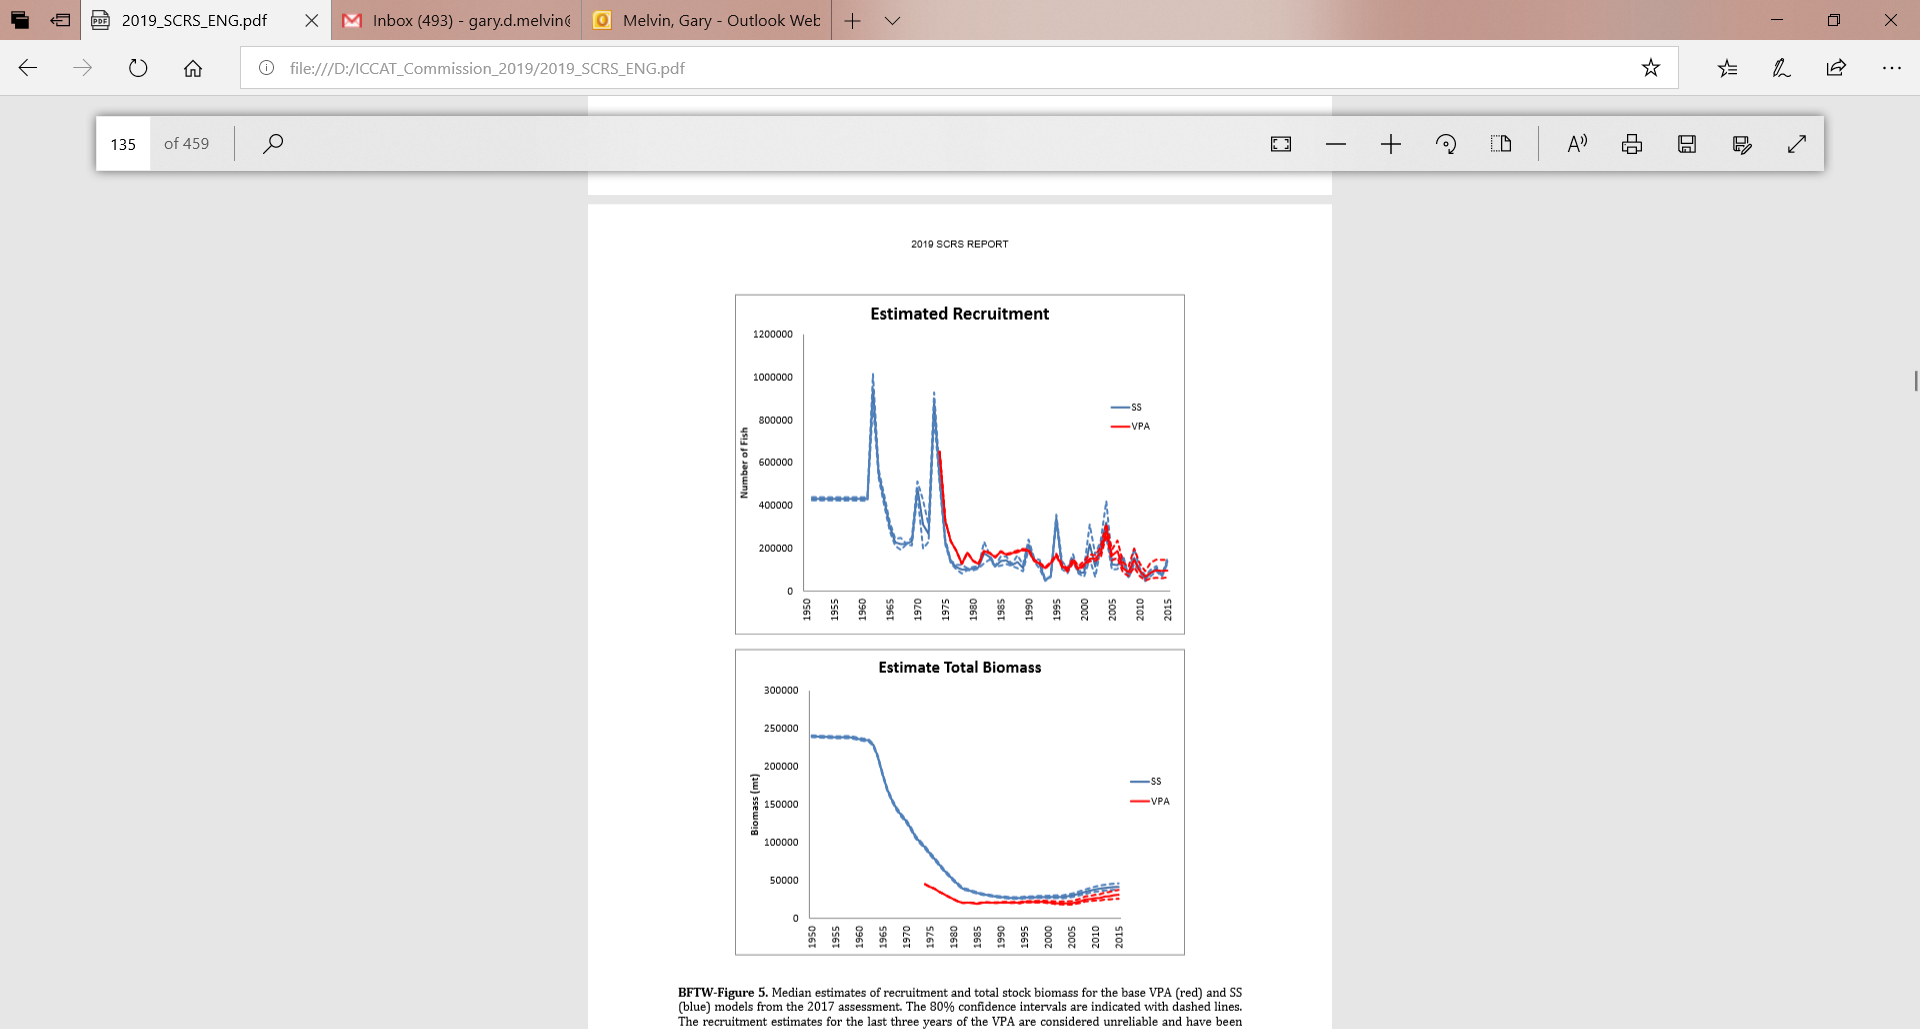 2019_SCRS_ENG.pdf
Inbox (493) - gary.d.melvin
Melvin, Gary - Outlook Web
file:///D:/ICCAT_Commission_2019/2019_SCRS_ENG.pdf
135 of 459
2019 SCRS REPORT
Estimated Recruitment
1200000
1000000
800000
600000
400000
200000
0
Number of Fish
SS
VPA
1950 1955 1960 1965 1970 1975 1980 1985 1990 1995 2000 2005 2010 2015
Estimate Total Biomass
300000
250000
200000
150000
100000
50000
0
Biomass (mt)
SS
VPA
1950 1955 1960 1965 1970 1975 1980 1985 1990 1995 2000 2005 2010 2015
BFTW-Figure 5. Median estimates of recruitment and total stock biomass for the base VPA (red) and SS
(blue) models from the 2017 assessment. The 80% confidence intervals are indicated with dashed lines.
The recruitment estimates for the last three years of the VPA are considered unreliable and have been